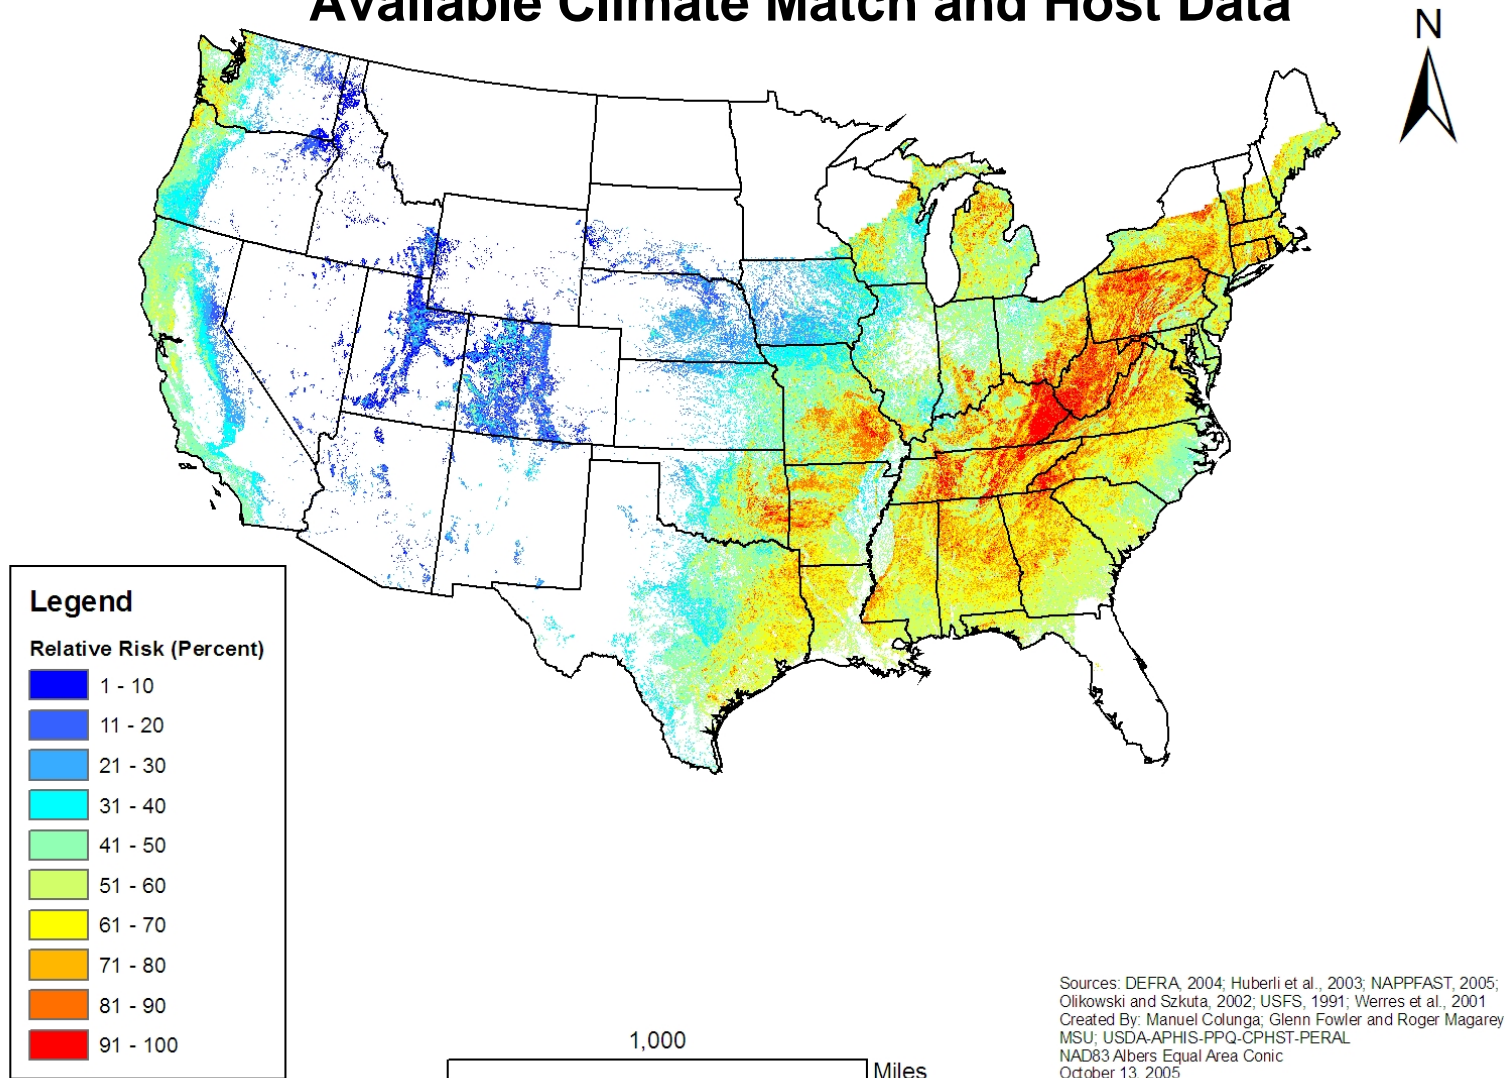 Available Climate Match and Host Data
N
Legend
Relative Risk (Percent)
1 - 10
11 - 20
21 - 30
31 - 40
41 - 50
51 - 60
61 - 70
71 - 80
81 - 90
91 - 100
1,000
Miles
Sources: DEFRA, 2004; Huberli et al., 2003; NAPPFAST, 2005;
Olikowski and Szkuta, 2002; USFS, 1991; Werres et al., 2001
Created By: Manuel Colunga; Glenn Fowler and Roger Magarey
MSU; USDA-APHIS-PPQ-CPHST-PERAL
NAD83 Albers Equal Area Conic
October 13, 2005